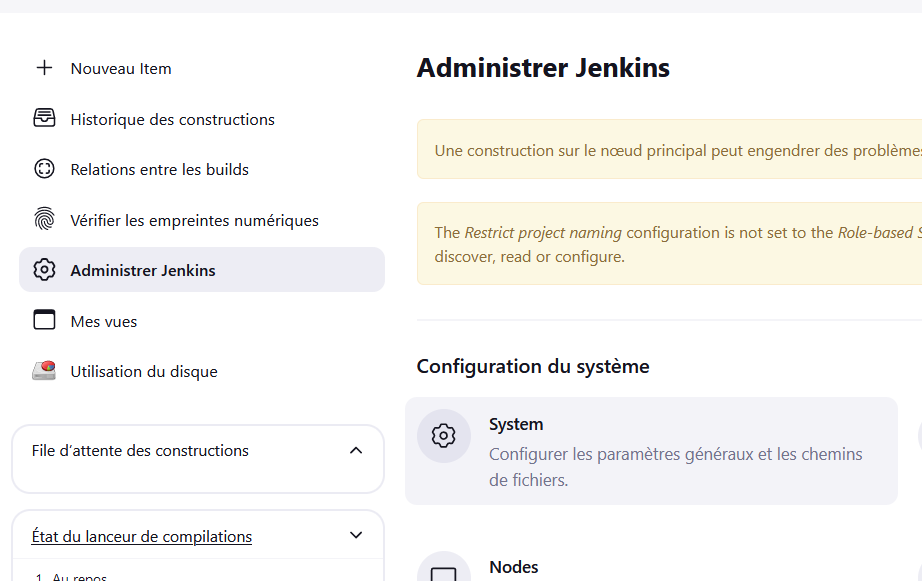 Nouveau Item
Historique des constructions
Relations entre les builds
Vérifier les empreintes numériques
Administrer Jenkins
Mes vues
Utilisation du disque
File d’attente des constructions
État du lanceur de compilations
1 Au repos
Administrer Jenkins
Une construction sur le nœud principal peut engendrer des problèmes
The Restrict project naming configuration is not set to the Role-based S
discover, read or configure.
Configuration du système
System
Configurer les paramètres généraux et les chemins
de fichiers.
Nodes